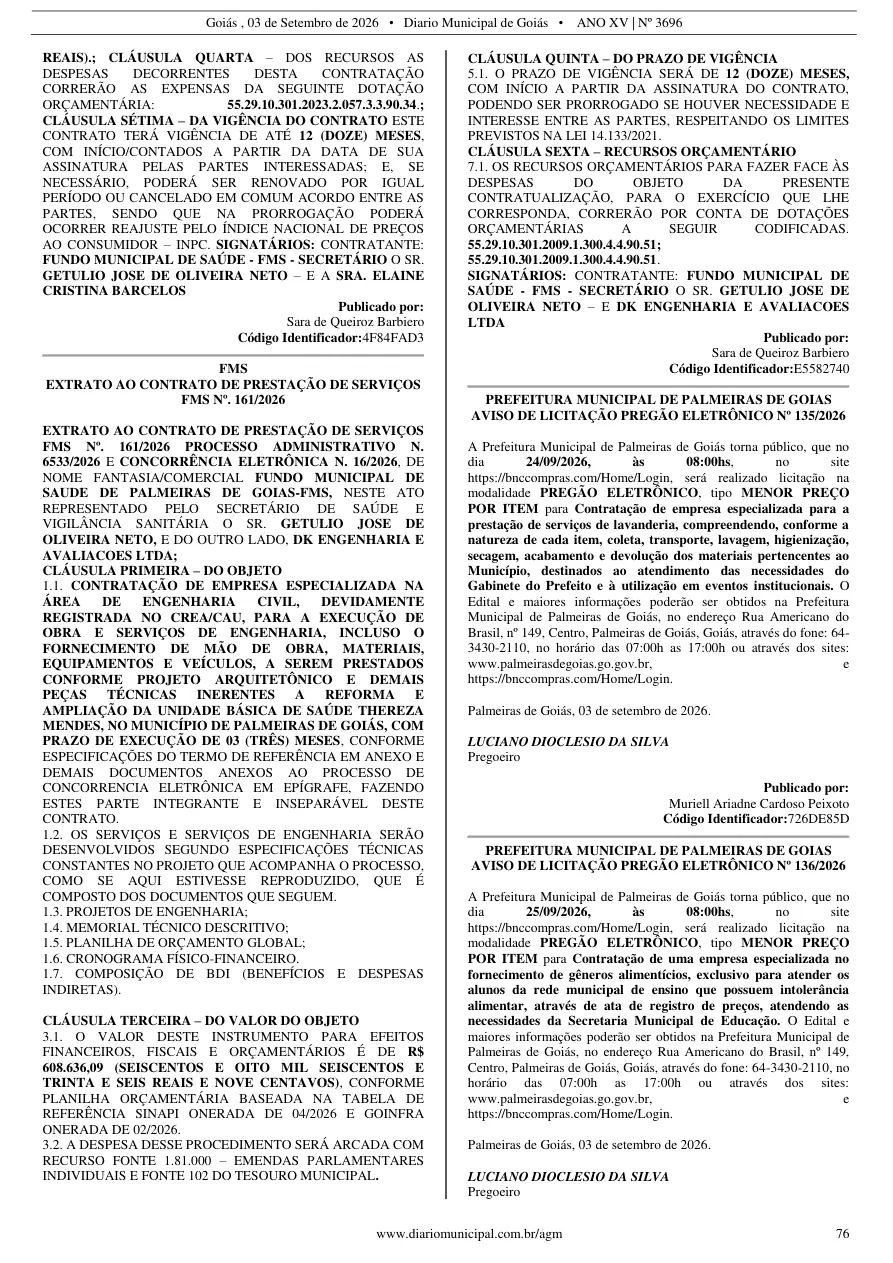 Goiás , 03 de Setembro de 2026 • Diario Municipal de Goiás • ANO XV | Nº 3696
REAIS).; CLÁUSULA QUARTA – DOS RECURSOS AS
DESPESAS DECORRENTES DESTA CONTRATAÇÃO
CORRERÃO AS EXPENSAS DA SEGUINTE DOTAÇÃO
ORÇAMENTÁRIA: 55.29.10.301.2023.2.057.3.3.90.34.;
CLÁUSULA SÉTIMA – DA VIGÊNCIA DO CONTRATO ESTE
CONTRATO TERÁ VIGÊNCIA DE ATÉ 12 (DOZE) MESES,
COM INÍCIO/CONTADOS A PARTIR DA DATA DE SUA
ASSINATURA PELAS PARTES INTERESSADAS; E, SE
NECESSÁRIO, PODERÁ SER RENOVADO POR IGUAL
PERÍODO OU CANCELADO EM COMUM ACORDO ENTRE AS
PARTES, SENDO QUE NA PRORROGAÇÃO PODERÁ
OCORRER REAJUSTE PELO ÍNDICE NACIONAL DE PREÇOS
AO CONSUMIDOR – INPC. SIGNATÁRIOS: CONTRATANTE:
FUNDO MUNICIPAL DE SAÚDE - FMS - SECRETÁRIO O SR.
GETULIO JOSE DE OLIVEIRA NETO – E A SRA. ELAINE
CRISTINA BARCELOS
Publicado por:
Sara de Queiroz Barbiero
Código Identificador:4F84FAD3
FMS
EXTRATO AO CONTRATO DE PRESTAÇÃO DE SERVIÇOS
FMS Nº. 161/2026
EXTRATO AO CONTRATO DE PRESTAÇÃO DE SERVIÇOS
FMS Nº. 161/2026 PROCESSO ADMINISTRATIVO N.
6533/2026 E CONCORRÊNCIA ELETRÔNICA N. 16/2026, DE
NOME FANTASIA/COMERCIAL FUNDO MUNICIPAL DE
SAUDE DE PALMEIRAS DE GOIAS-FMS, NESTE ATO
REPRESENTADO PELO SECRETÁRIO DE SAÚDE E
VIGILÂNCIA SANITÁRIA O SR. GETULIO JOSE DE
OLIVEIRA NETO, E DO OUTRO LADO, DK ENGENHARIA E
AVALIACOES LTDA;
CLÁUSULA PRIMEIRA – DO OBJETO
1.1. CONTRATAÇÃO DE EMPRESA ESPECIALIZADA NA
ÁREA DE ENGENHARIA CIVIL, DEVIDAMENTE
REGISTRADA NO CREA/CAU, PARA A EXECUÇÃO DE
OBRA E SERVIÇOS DE ENGENHARIA, INCLUSO O
FORNECIMENTO DE MÃO DE OBRA, MATERIAIS,
EQUIPAMENTOS E VEÍCULOS, A SEREM PRESTADOS
CONFORME PROJETO ARQUITETÔNICO E DEMAIS
PEÇAS TÉCNICAS INERENTES A REFORMA E
AMPLIAÇÃO DA UNIDADE BÁSICA DE SAÚDE THEREZA
MENDES, NO MUNICÍPIO DE PALMEIRAS DE GOIÁS, COM
PRAZO DE EXECUÇÃO DE 03 (TRÊS) MESES, CONFORME
ESPECIFICAÇÕES DO TERMO DE REFERÊNCIA EM ANEXO E
DEMAIS DOCUMENTOS ANEXOS AO PROCESSO DE
CONCORRENCIA ELETRÔNICA EM EPÍGRAFE, FAZENDO
ESTES PARTE INTEGRANTE E INSEPARÁVEL DESTE
CONTRATO.
1.2. OS SERVIÇOS E SERVIÇOS DE ENGENHARIA SERÃO
DESENVOLVIDOS SEGUNDO ESPECIFICAÇÕES TÉCNICAS
CONSTANTES NO PROJETO QUE ACOMPANHA O PROCESSO,
COMO SE AQUI ESTIVESSE REPRODUZIDO, QUE É
COMPOSTO DOS DOCUMENTOS QUE SEGUEM.
1.3. PROJETOS DE ENGENHARIA;
1.4. MEMORIAL TÉCNICO DESCRITIVO;
1.5. PLANILHA DE ORÇAMENTO GLOBAL;
1.6. CRONOGRAMA FÍSICO-FINANCEIRO.
1.7. COMPOSIÇÃO DE BDI (BENEFÍCIOS E DESPESAS
INDIRETAS).
CLÁUSULA TERCEIRA – DO VALOR DO OBJETO
3.1. O VALOR DESTE INSTRUMENTO PARA EFEITOS
FINANCEIROS, FISCAIS E ORÇAMENTÁRIOS É DE R$
608.636,09 (SEISCENTOS E OITO MIL SEISCENTOS E
TRINTA E SEIS REAIS E NOVE CENTAVOS), CONFORME
PLANILHA ORÇAMENTÁRIA BASEADA NA TABELA DE
REFERÊNCIA SINAPI ONERADA DE 04/2026 E GOINFRA
ONERADA DE 02/2026.
3.2. A DESPESA DESSE PROCEDIMENTO SERÁ ARCADA COM
RECURSO FONTE 1.81.000 – EMENDAS PARLAMENTARES
INDIVIDUAIS E FONTE 102 DO TESOURO MUNICIPAL.
CLÁUSULA QUINTA – DO PRAZO DE VIGÊNCIA
5.1. O PRAZO DE VIGÊNCIA SERÁ DE 12 (DOZE) MESES,
COM INÍCIO A PARTIR DA ASSINATURA DO CONTRATO,
PODENDO SER PRORROGADO SE HOUVER NECESSIDADE E
INTERESSE ENTRE AS PARTES, RESPEITANDO OS LIMITES
PREVISTOS NA LEI 14.133/2021.
CLÁUSULA SEXTA – RECURSOS ORÇAMENTÁRIO
7.1. OS RECURSOS ORÇAMENTÁRIOS PARA FAZER FACE ÀS
DESPESAS DO OBJETO DA PRESENTE
CONTRATUALIZAÇÃO, PARA O EXERCÍCIO QUE LHE
CORRESPONDA, CORRERÃO POR CONTA DE DOTAÇÕES
ORÇAMENTÁRIAS A SEGUIR CODIFICADAS.
55.29.10.301.2009.1.300.4.4.90.51;
55.29.10.301.2009.1.300.4.4.90.51.
SIGNATÁRIOS: CONTRATANTE: FUNDO MUNICIPAL DE
SAÚDE - FMS - SECRETÁRIO O SR. GETULIO JOSE DE
OLIVEIRA NETO – E DK ENGENHARIA E AVALIACOES
LTDA
Publicado por:
Sara de Queiroz Barbiero
Código Identificador:E5582740
PREFEITURA MUNICIPAL DE PALMEIRAS DE GOIAS
AVISO DE LICITAÇÃO PREGÃO ELETRÔNICO Nº 135/2026
A Prefeitura Municipal de Palmeiras de Goiás torna público, que no
dia 24/09/2026, às 08:00hs, no site
https://bnccompras.com/Home/Login, será realizado licitação na
modalidade PREGÃO ELETRÔNICO, tipo MENOR PREÇO
POR ITEM para Contratação de empresa especializada para a
prestação de serviços de lavanderia, compreendendo, conforme a
natureza de cada item, coleta, transporte, lavagem, higienização,
secagem, acabamento e devolução dos materiais pertencentes ao
Município, destinados ao atendimento das necessidades do
Gabinete do Prefeito e à utilização em eventos institucionais. O
Edital e maiores informações poderão ser obtidos na Prefeitura
Municipal de Palmeiras de Goiás, no endereço Rua Americano do
Brasil, nº 149, Centro, Palmeiras de Goiás, Goiás, através do fone: 64-
3430-2110, no horário das 07:00h as 17:00h ou através dos sites:
www.palmeirasdegoias.go.gov.br, e
https://bnccompras.com/Home/Login.
Palmeiras de Goiás, 03 de setembro de 2026.
LUCIANO DIOCLESIO DA SILVA
Pregoeiro
Publicado por:
Muriell Ariadne Cardoso Peixoto
Código Identificador:726DE85D
PREFEITURA MUNICIPAL DE PALMEIRAS DE GOIAS
AVISO DE LICITAÇÃO PREGÃO ELETRÔNICO Nº 136/2026
A Prefeitura Municipal de Palmeiras de Goiás torna público, que no
dia 25/09/2026, às 08:00hs, no site
https://bnccompras.com/Home/Login, será realizado licitação na
modalidade PREGÃO ELETRÔNICO, tipo MENOR PREÇO
POR ITEM para Contratação de uma empresa especializada no
fornecimento de gêneros alimentícios, exclusivo para atender os
alunos da rede municipal de ensino que possuem intolerância
alimentar, através de ata de registro de preços, atendendo as
necessidades da Secretaria Municipal de Educação. O Edital e
maiores informações poderão ser obtidos na Prefeitura Municipal de
Palmeiras de Goiás, no endereço Rua Americano do Brasil, nº 149,
Centro, Palmeiras de Goiás, Goiás, através do fone: 64-3430-2110, no
horário das 07:00h as 17:00h ou através dos sites:
www.palmeirasdegoias.go.gov.br, e
https://bnccompras.com/Home/Login.
Palmeiras de Goiás, 03 de setembro de 2026.
LUCIANO DIOCLESIO DA SILVA
Pregoeiro
www.diariomunicipal.com.br/agm 76